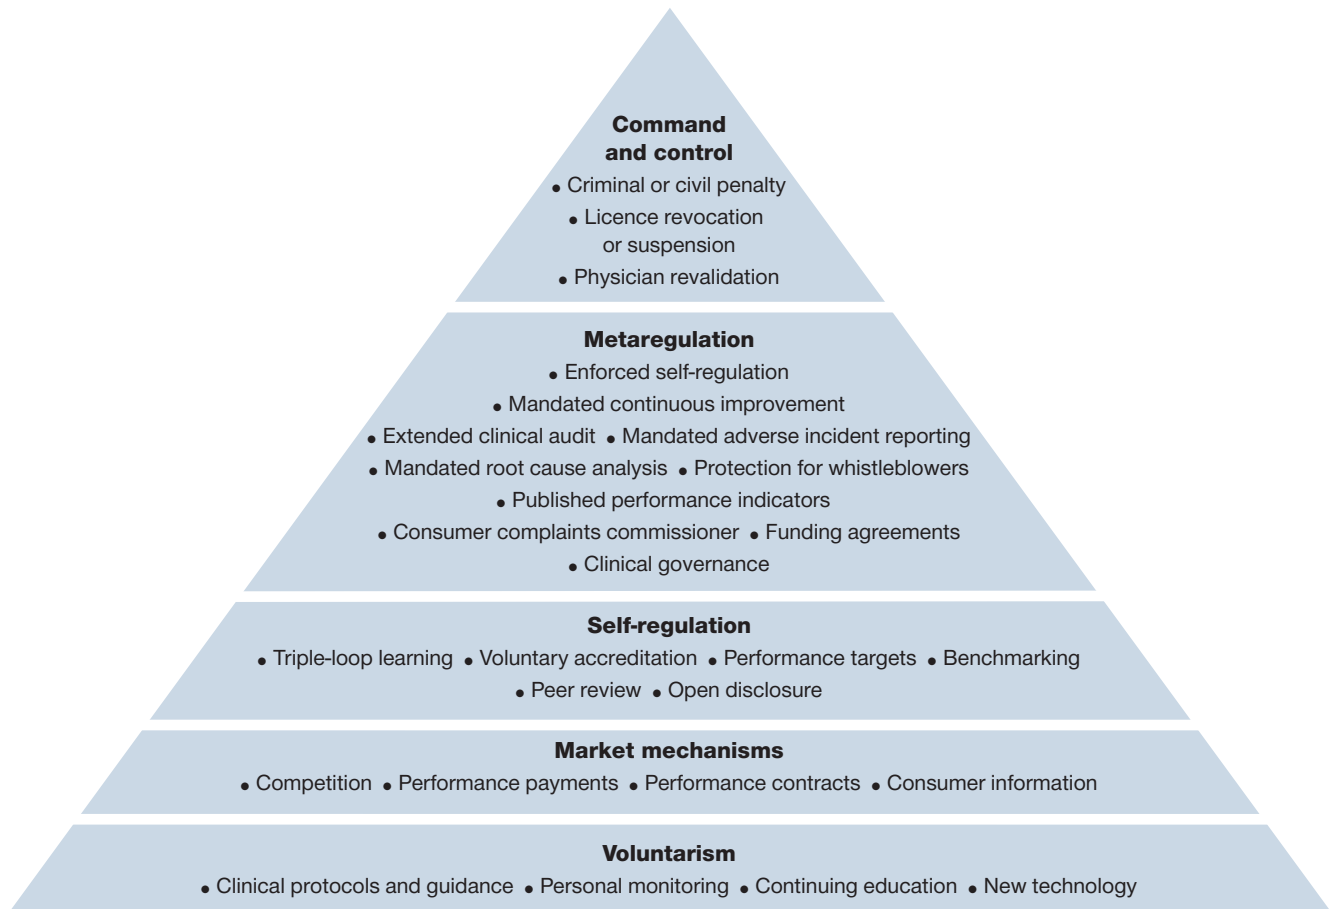 Command
and control
• Criminal or civil penalty
• Licence revocation
or suspension
• Physician revalidation
Metaregulation
• Enforced self-regulation
• Mandated continuous improvement
• Extended clinical audit • Mandated adverse incident reporting
• Mandated root cause analysis • Protection for whistleblowers
• Published performance indicators
• Consumer complaints commissioner • Funding agreements
• Clinical governance
Self-regulation
• Triple-loop learning • Voluntary accreditation • Performance targets • Benchmarking
• Peer review • Open disclosure
Market mechanisms
• Competition • Performance payments • Performance contracts • Consumer information
Voluntarism
• Clinical protocols and guidance • Personal monitoring • Continuing education • New technology